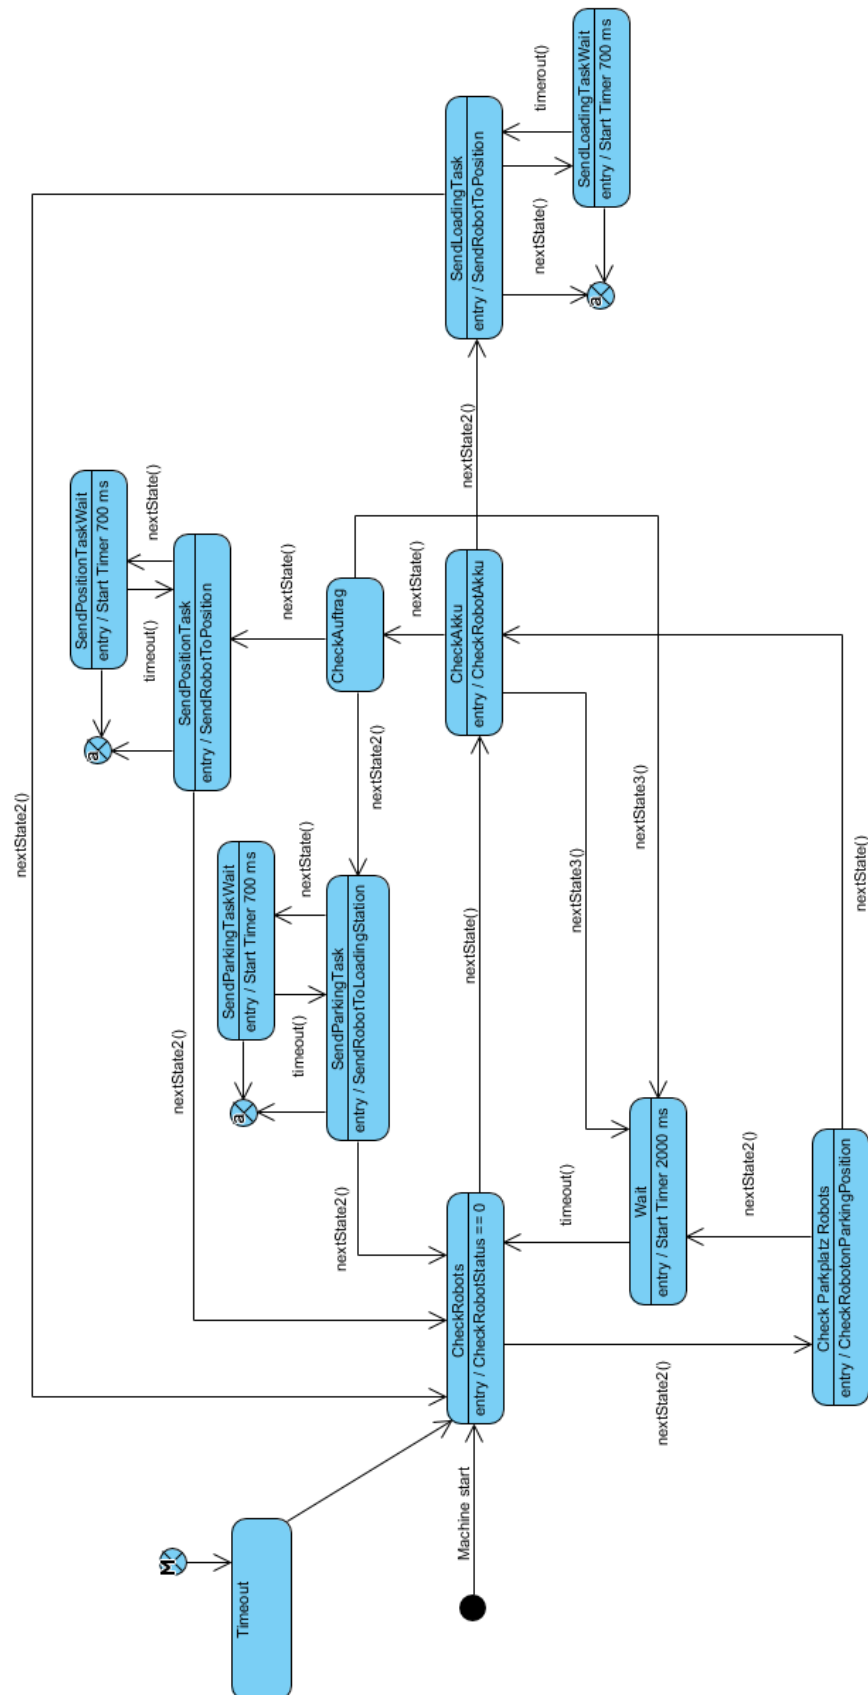 nextState2()
SendPositionTaskWait
entry / Start Timer 700 ms
a
timeout()
nextState()
M
nextState2()
SendPositionTask
entry / SendRobotToPosition
Timeout
SendParkingTaskWait
entry / Start Timer 700 ms
a
timeout()
nextState()
nextState()
CheckAuftrag
SendParkingTask
entry / SendRobotToLoadingStation
nextState2()
nextState2()
nextState()
Machine start
CheckRobots
entry / CheckRobotStatus == 0
nextState()
CheckAkku
entry / CheckRobotAkku
nextState2()
SendLoadingTask
entry / SendRobotToPosition
nextState()
timerout()
SendLoadingTaskWait
entry / Start Timer 700 ms
a
timeout()
nextState3()
nextState3()
Wait
entry / Start Timer 2000 ms
nextState2()
nextState2()
Check Parkplatz Robots
entry / CheckRobotonParkingPosition
nextState()